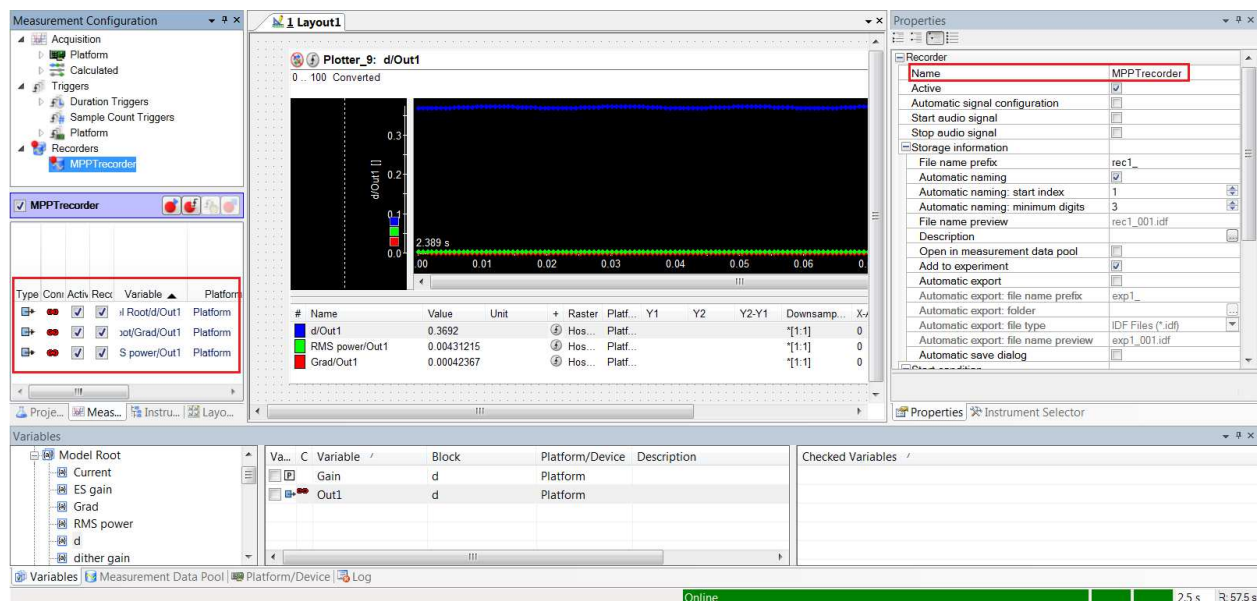 Measurement Configuration
Acquisition
Platform
Calculated
Triggers
Duration Triggers
Sample Count Triggers
Platform
Recorders
MPPTrecorder
MPPTrecorder
Type Con Activ Reco Variable Platform
l Root/d/Out1 Platform
oot/Grad/Out1 Platform
S power/Out1 Platform
Proje... Meas... Instru... Layo...
1 Layout1
Plotter_9: d/Out1
0 .. 100 Converted
0.3
0.2
0.1
0.0
d/Out1 []
2.389 s
.00 0.01 0.02 0.03 0.04 0.05 0.06 0.
# Name Value Unit + Raster Platf... Y1 Y2 Y2-Y1 Downsamp... X-
d/Out1 0.3692 Hos... Platf... *[1:1] 0
RMS power/Out1 0.00431215 Hos... Platf... *[1:1] 0
Grad/Out1 0.00042367 Hos... Platf... *[1:1] 0
Properties
Recorder
Name MPPTrecorder
Active
Automatic signal configuration
Start audio signal
Stop audio signal
Storage information
File name prefix rec1_
Automatic naming
Automatic naming: start index 1
Automatic naming: minimum digits 3
File name preview rec1_001.idf
Description
Open in measurement data pool
Add to experiment
Automatic export
Automatic export: file name prefix exp1_
Automatic export: folder
Automatic export: file type IDF Files (*.idf)
Automatic export: file name preview exp1_001.idf
Automatic save dialog
Start condition
Properties Instrument Selector
Variables
Model Root
Current
ES gain
Grad
RMS power
d
dither gain
Va... C Variable / Block Platform/Device Description
P Gain d Platform
Out1 d Platform
Checked Variables /
Variables Measurement Data Pool Platform/Device Log
Online 2.5 s R: 57.5 s